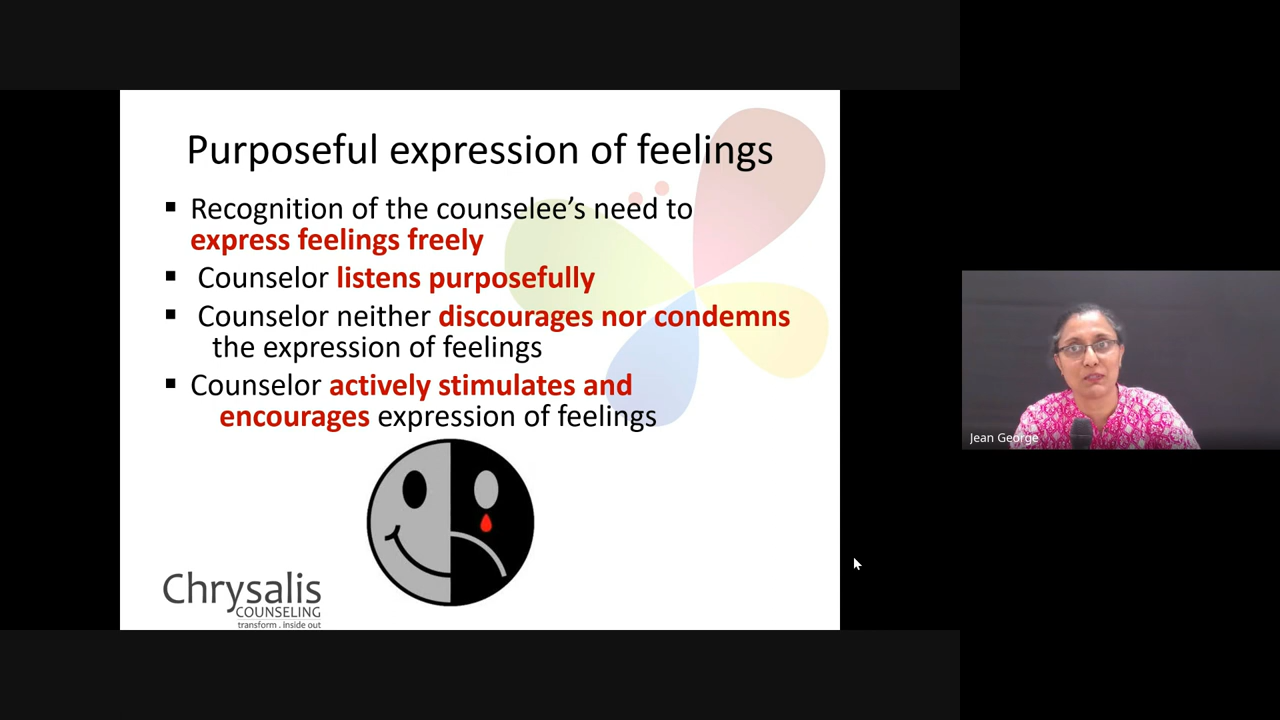 Purposeful expression of feelings
▪ Recognition of the counselee’s need to
express feelings freely
▪ Counselor listens purposefully
▪ Counselor neither discourages nor condemns
the expression of feelings
▪ Counselor actively stimulates and
encourages expression of feelings
Chrysalis
COUNSELING
transform . inside out
Jean George